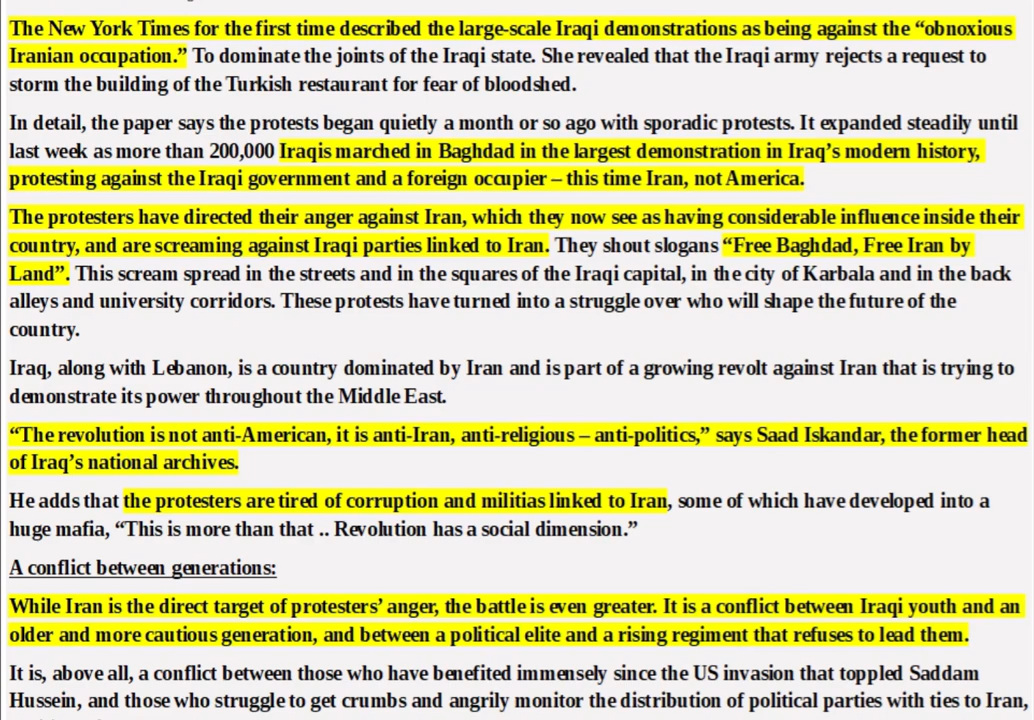 The New York Times for the first time described the large-scale Iraqi demonstrations as being against the “obnoxious
Iranian occupation.” To dominate the joints of the Iraqi state. She revealed that the Iraqi army rejects a request to
storm the building of the Turkish restaurant for fear of bloodshed.
In detail, the paper says the protests began quietly a month or so ago with sporadic protests. It expanded steadily until
last week as more than 200,000 Iraqis marched in Baghdad in the largest demonstration in Iraq’s modern history,
protesting against the Iraqi government and a foreign occupier – this time Iran, not America.
The protesters have directed their anger against Iran, which they now see as having considerable influence inside their
country, and are screaming against Iraqi parties linked to Iran. They shout slogans “Free Baghdad, Free Iran by
Land”. This scream spread in the streets and in the squares of the Iraqi capital, in the city of Karbala and in the back
alleys and university corridors. These protests have turned into a struggle over who will shape the future of the
country.
Iraq, along with Lebanon, is a country dominated by Iran and is part of a growing revolt against Iran that is trying to
demonstrate its power throughout the Middle East.
“The revolution is not anti-American, it is anti-Iran, anti-religious – anti-politics,” says Saad Iskandar, the former head
of Iraq’s national archives.
He adds that the protesters are tired of corruption and militias linked to Iran, some of which have developed into a
huge mafia, “This is more than that .. Revolution has a social dimension.”
A conflict between generations:
While Iran is the direct target of protesters’ anger, the battle is even greater. It is a conflict between Iraqi youth and an
older and more cautious generation, and between a political elite and a rising regiment that refuses to lead them.
It is, above all, a conflict between those who have benefited immensely since the US invasion that toppled Saddam
Hussein, and those who struggle to get crumbs and angrily monitor the distribution of political parties with ties to Iran,